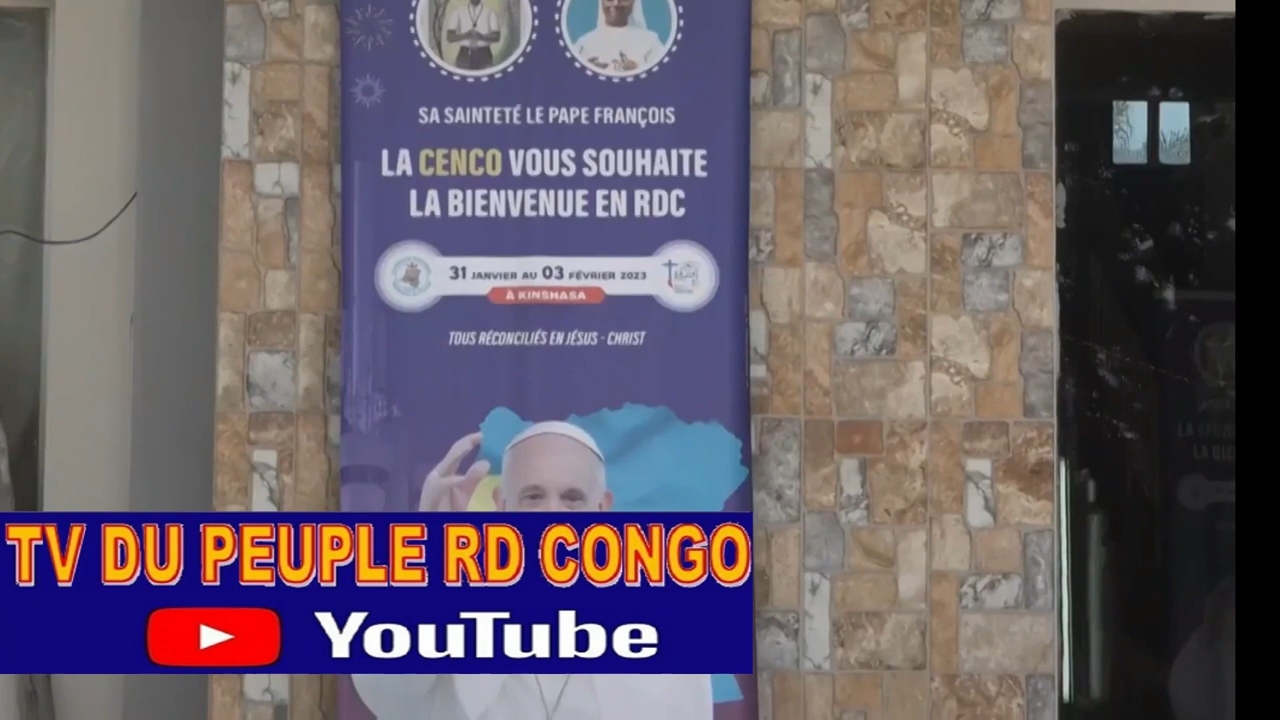 SA SAINTETÉ LE PAPE FRANÇOIS
LA CENCO VOUS SOUHAITE
LA BIENVENUE EN RDC
31 JANVIER AU 03 FÉVRIER 2023
À KINSHASA
TOUS RÉCONCILIÉS EN JÉSUS - CHRIST
TV DU PEUPLE RD CONGO
YouTube